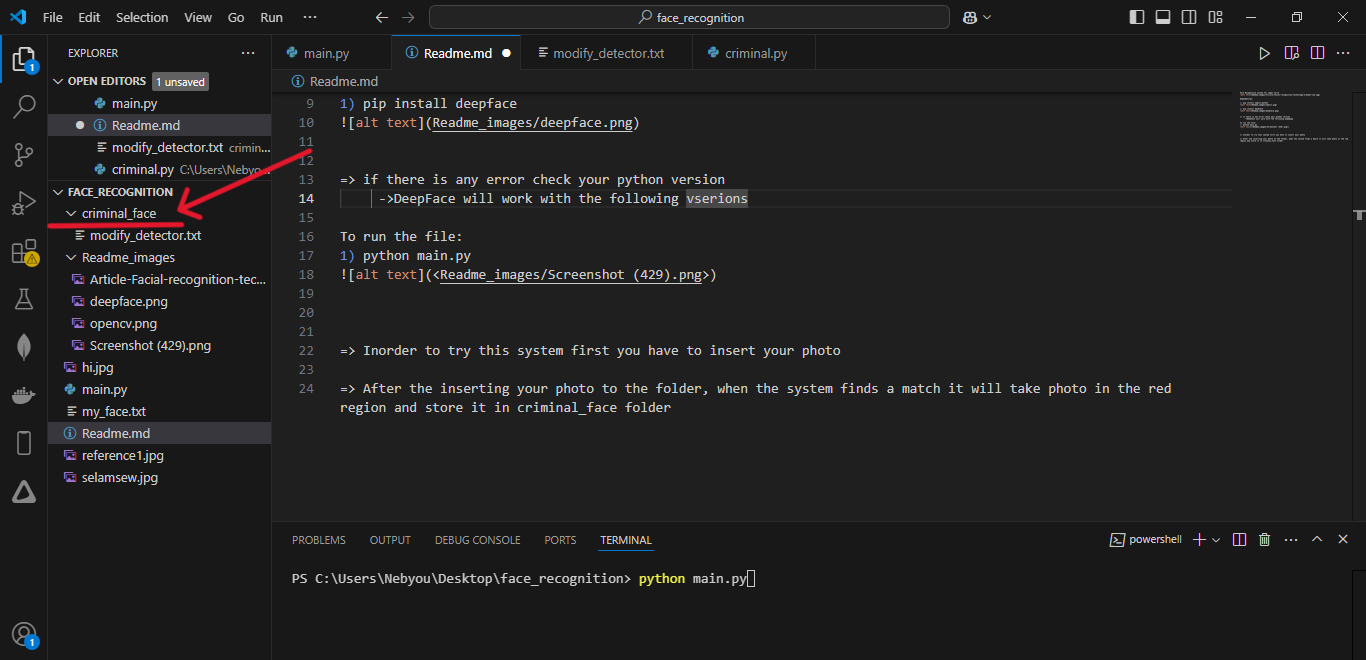 File Edit Selection View Go Run ··· face_recognition
EXPLORER ···
OPEN EDITORS 1 unsaved
main.py
Readme.md
modify_detector.txt crimin...
criminal.py C:\Users\Nebyo...
FACE_RECOGNITION
criminal_face
modify_detector.txt
Readme_images
Article-Facial-recognition-tec...
deepface.png
opencv.png
Screenshot (429).png
hi.jpg
main.py
my_face.txt
Readme.md
reference1.jpg
selamsew.jpg
1
1
main.py Readme.md modify_detector.txt criminal.py
Readme.md
9 1) pip install deepface
10 ![alt text](Readme_images/deepface.png)
11
12
13 => if there is any error check your python version
14 ->DeepFace will work with the following vserions
15
16 To run the file:
17 1) python main.py
18 ![alt text](<Readme_images/Screenshot (429).png>)
19
20
21
22 => Inorder to try this system first you have to insert your photo
23
24 => After the inserting your photo to the folder, when the system finds a match it will take photo in the red
region and store it in criminal_face folder
PROBLEMS OUTPUT DEBUG CONSOLE PORTS TERMINAL powershell
PS C:\Users\Nebyou\Desktop\face_recognition> python main.py